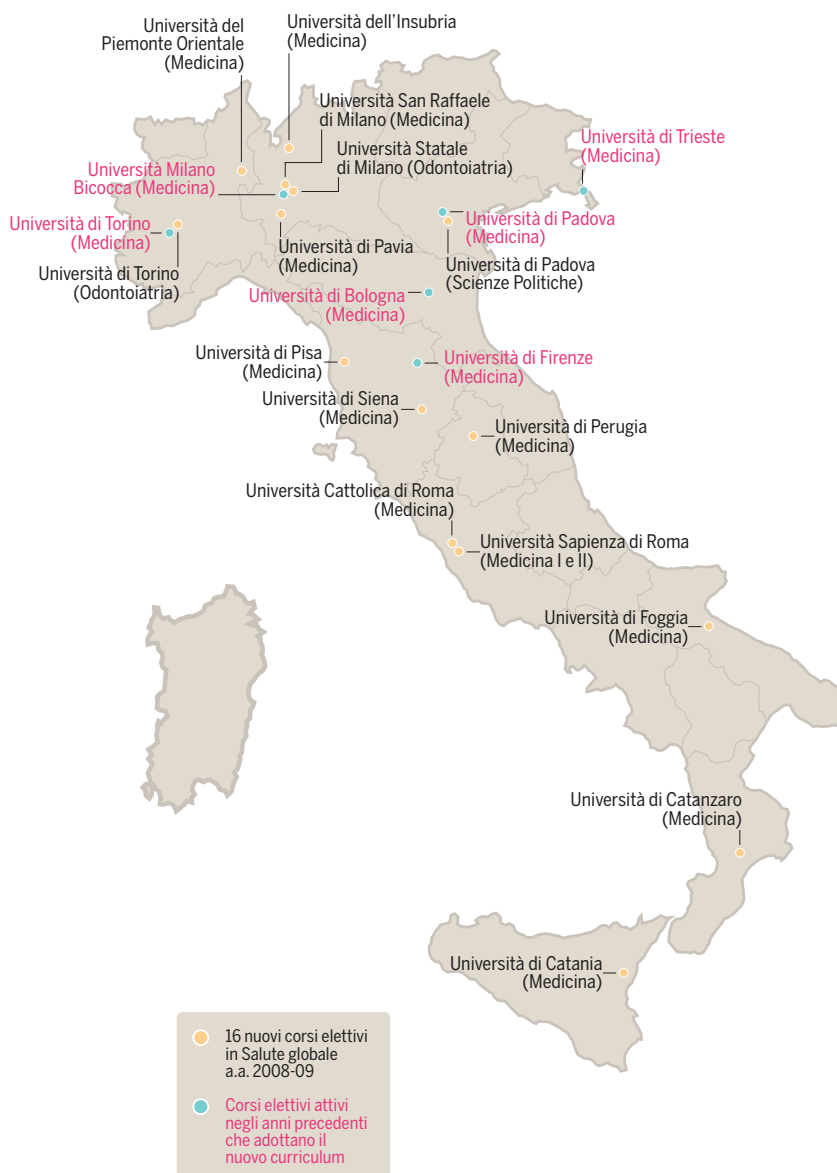 Università del
Piemonte Orientale
(Medicina)
Università dell'Insubria
(Medicina)
Università San Raffaele
di Milano (Medicina)
Università Statale
di Milano (Odontoiatria)
Università di Trieste
(Medicina)
Università Milano
Bicocca (Medicina)
Università di Torino
(Medicina)
Università di Torino
(Odontoiatria)
Università di Pavia
(Medicina)
Università di Padova
(Medicina)
Università di Padova
(Scienze Politiche)
Università di Bologna
(Medicina)
Università di Pisa
(Medicina)
Università di Firenze
(Medicina)
Università di Siena
(Medicina)
Università di Perugia
(Medicina)
Università Cattolica di Roma
(Medicina)
Università Sapienza di Roma
(Medicina I e II)
Università di Foggia
(Medicina)
Università di Catanzaro
(Medicina)
Università di Catania
(Medicina)
16 nuovi corsi elettivi
in Salute globale
a.a. 2008-09
Corsi elettivi attivi
negli anni precedenti
che adottano il
nuovo curriculum